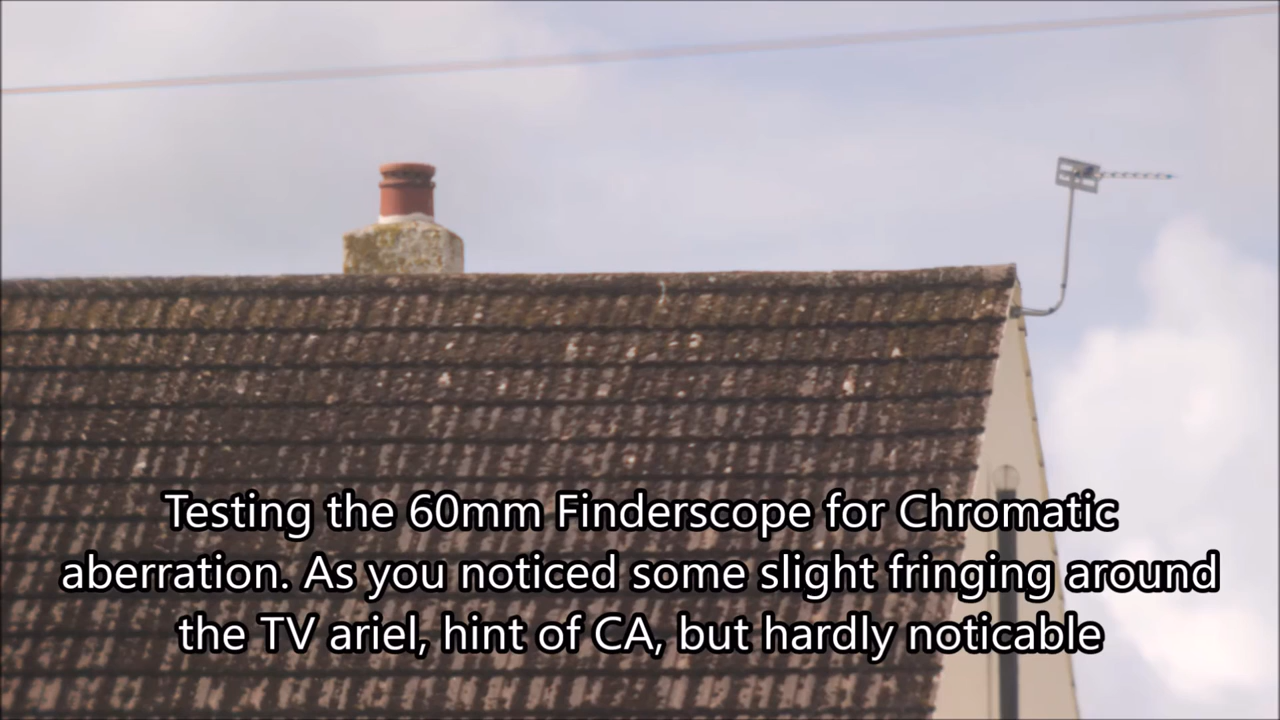 Testing the 60mm Finderscope for Chromatic
aberration. As you noticed some slight fringing around
the TV ariel, hint of CA, but hardly noticable